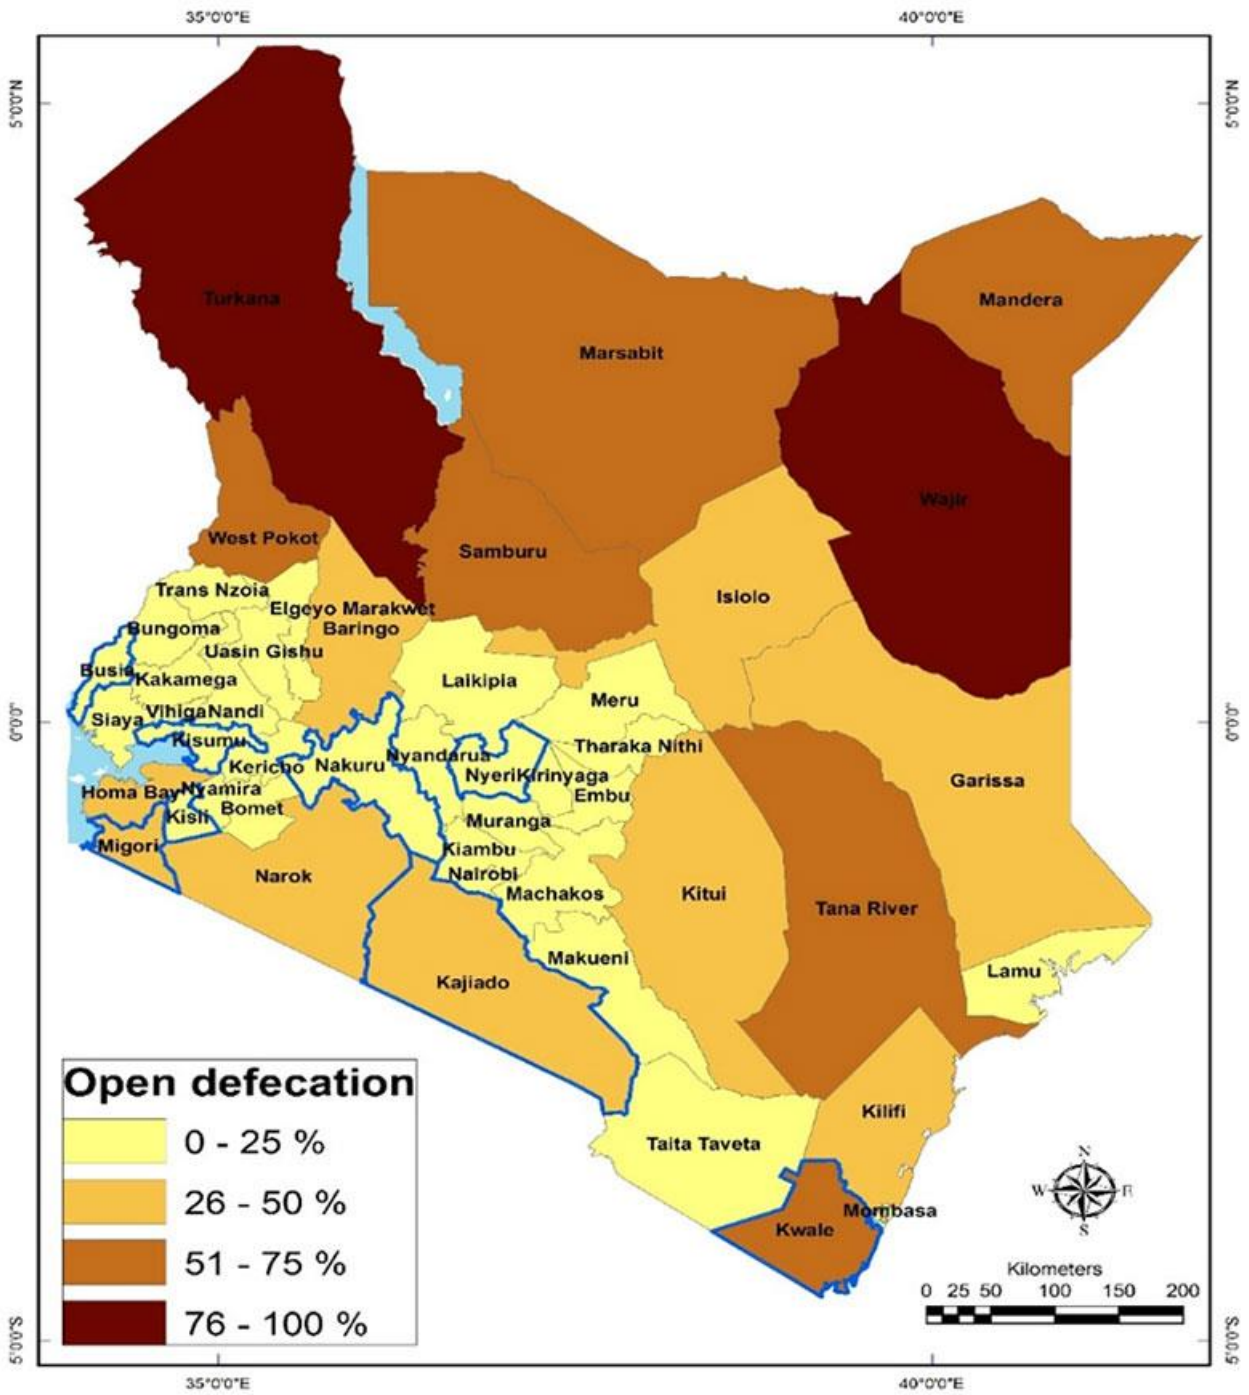 35°0'0"E 40°0'0"E
5°0'0"N 5°0'0"N
Turkana
Mandera
Marsabit
Wajir
West Pokot
Samburu
Trans Nzoia
Isiolo
Elgeyo Marakwet
Bungoma
Baringo
Uasin Gishu
Busia
Kakamega
Laikipia
Meru
Vihiga Nandi
Siaya
0°0'0" 0°0'0"
Kisumu
Tharaka Nithi
Nyandarua
Kericho
Nakuru
Nyeri Kirinyaga
Garissa
Homa Bay Nyamira
Embu
Bomet
Kisii
Muranga
Migori
Kiambu
Narok
Nairobi
Machakos
Kitui
Tana River
Makueni
Lamu
Kajiado
Open defecation
0 - 25 %
26 - 50 %
51 - 75 %
76 - 100 %
Kilifi
Taita Taveta
Mombasa
Kwale
N
W E
S
Kilometers
0 25 50 100 150 200
5°0'0"S 5°0'0"S
35°0'0"E 40°0'0"E